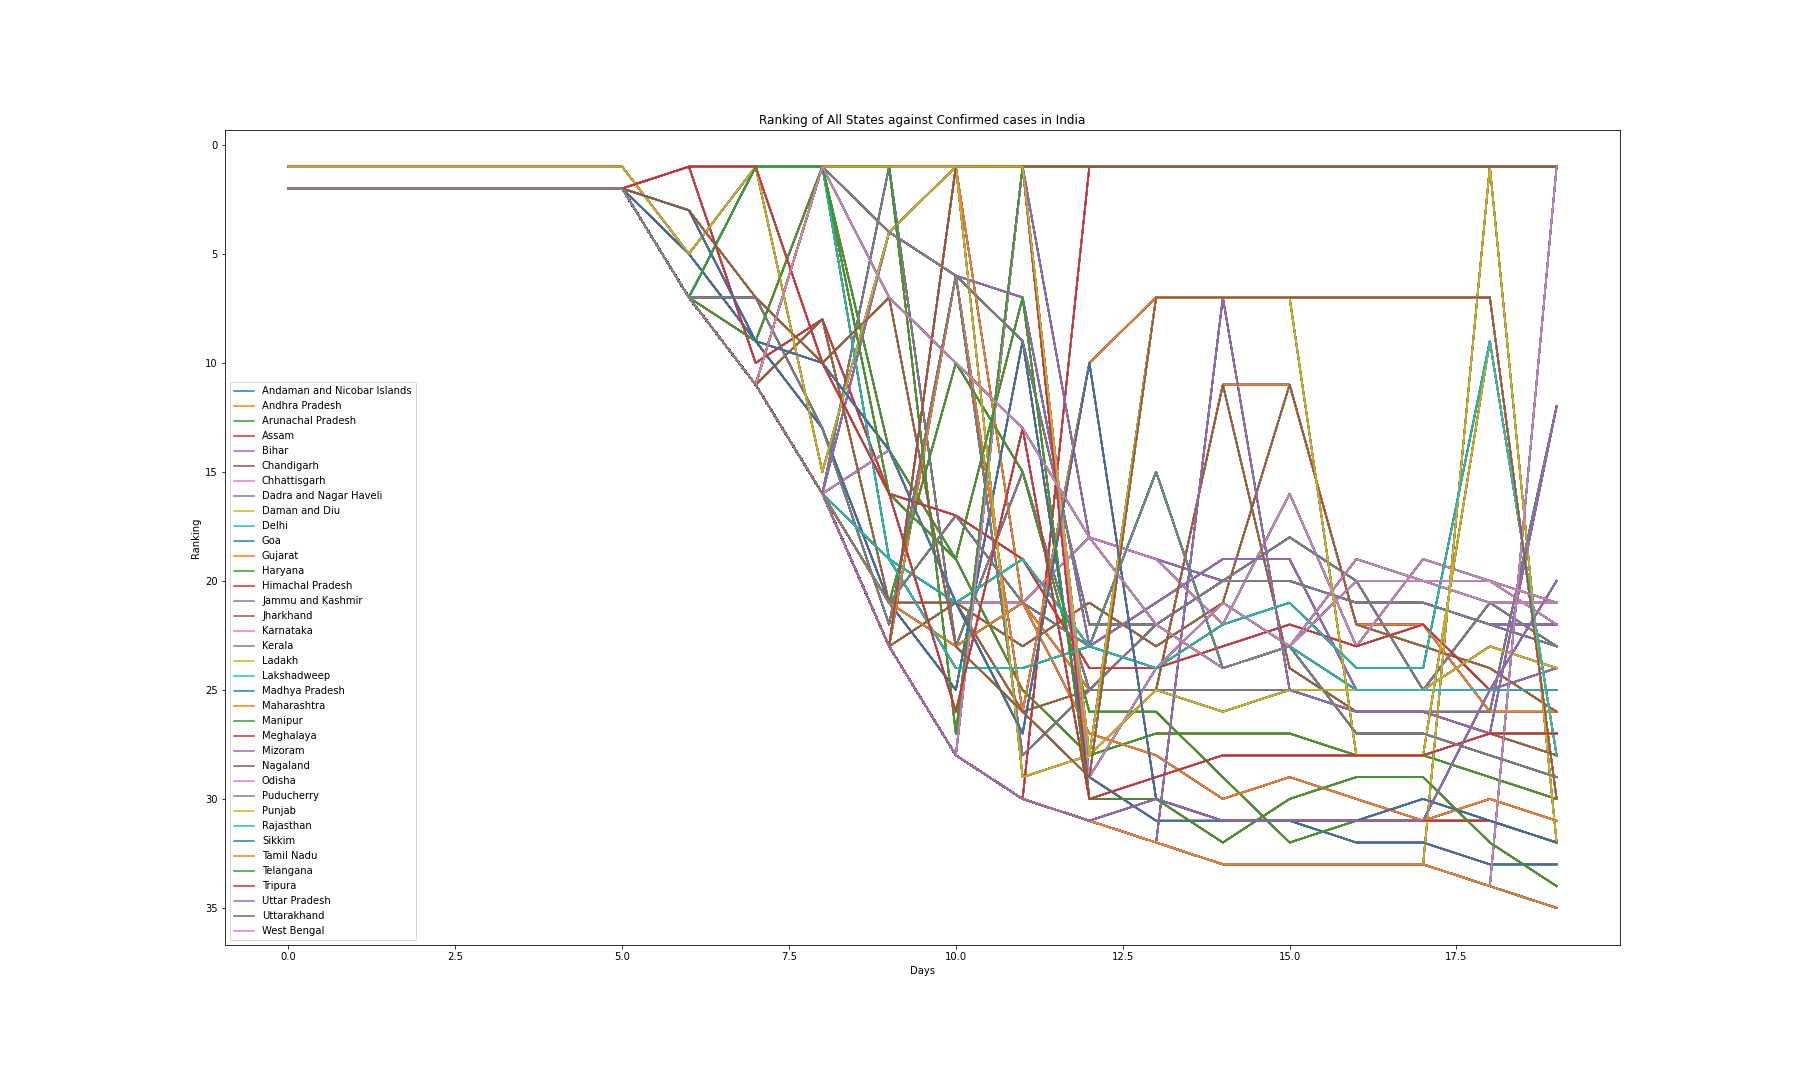 Ranking of All States against Confirmed cases in India
0
5
10
15
20
25
30
35
Ranking
Andaman and Nicobar Islands
Andhra Pradesh
Arunachal Pradesh
Assam
Bihar
Chandigarh
Chhattisgarh
Dadra and Nagar Haveli
Daman and Diu
Delhi
Goa
Gujarat
Haryana
Himachal Pradesh
Jammu and Kashmir
Jharkhand
Karnataka
Kerala
Ladakh
Lakshadweep
Madhya Pradesh
Maharashtra
Manipur
Meghalaya
Mizoram
Nagaland
Odisha
Puducherry
Punjab
Rajasthan
Sikkim
Tamil Nadu
Telangana
Tripura
Uttar Pradesh
Uttarakhand
West Bengal
0.0 2.5 5.0 7.5 10.0 12.5 15.0 17.5
Days